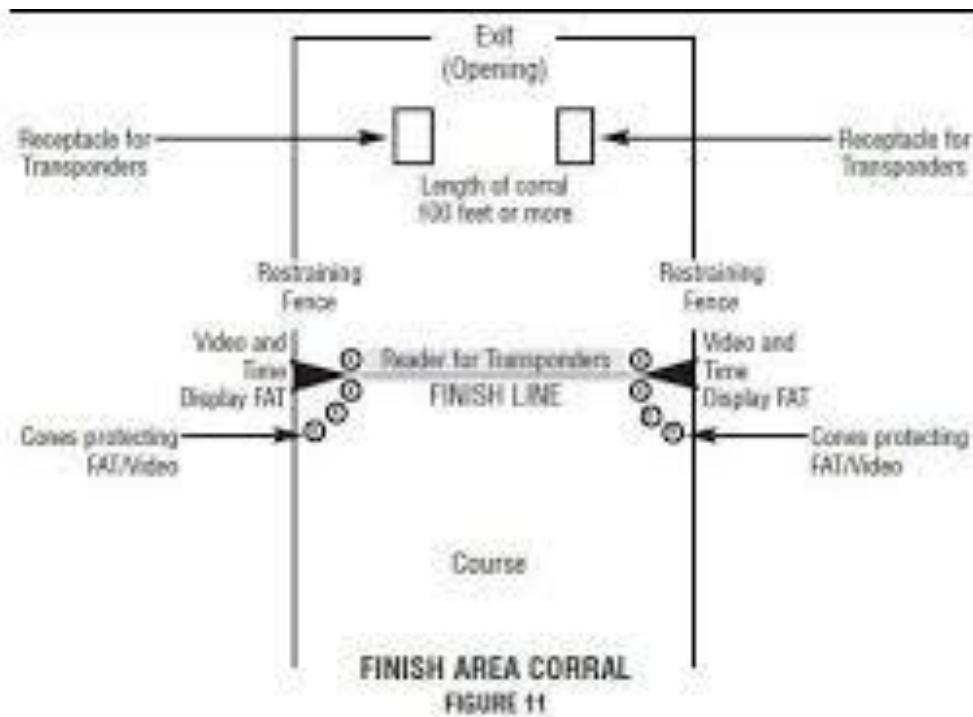 Exit
(Opening)
Receptacle for
Transponders
Receptacle for
Transponders
Length of corral
100 feet or more
Restraining
Fence
Restraining
Fence
Video and
Time
Display FAT
Reader for Transponders
FINISH LINE
Video and
Time
Display FAT
Cones protecting
FAT/Video
Cones protecting
FAT/Video
Course
FINISH AREA CORRAL
FIGURE 11